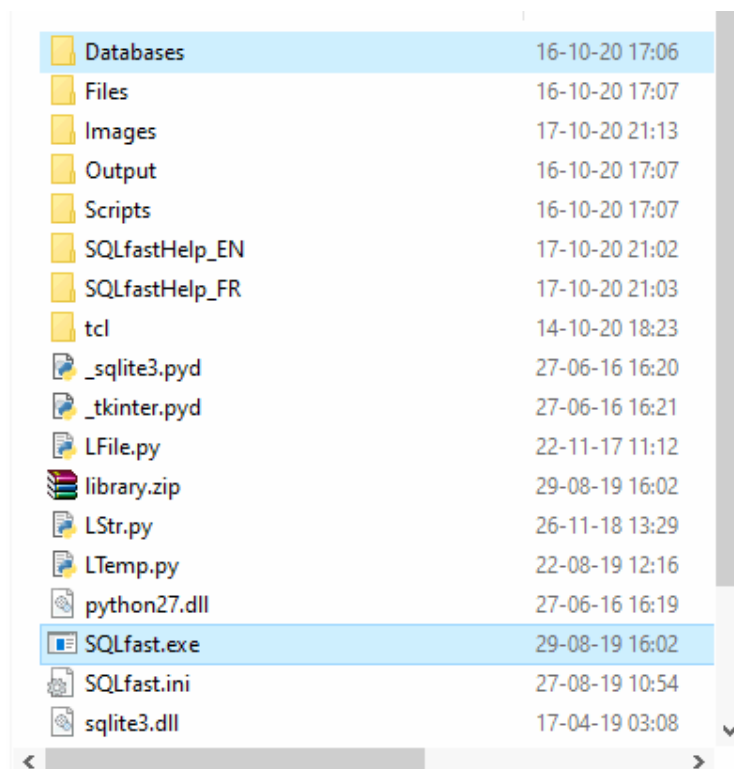 Databases 16-10-20 17:06
Files 16-10-20 17:07
Images 17-10-20 21:13
Output 16-10-20 17:07
Scripts 16-10-20 17:07
SQLfastHelp_EN 17-10-20 21:02
SQLfastHelp_FR 17-10-20 21:03
tcl 14-10-20 18:23
_sqlite3.pyd 27-06-16 16:20
_tkinter.pyd 27-06-16 16:21
LFile.py 22-11-17 11:12
library.zip 29-08-19 16:02
LStr.py 26-11-18 13:29
LTemp.py 22-08-19 12:16
python27.dll 27-06-16 16:19
SQLfast.exe 29-08-19 16:02
SQLfast.ini 27-08-19 10:54
sqlite3.dll 17-04-19 03:08